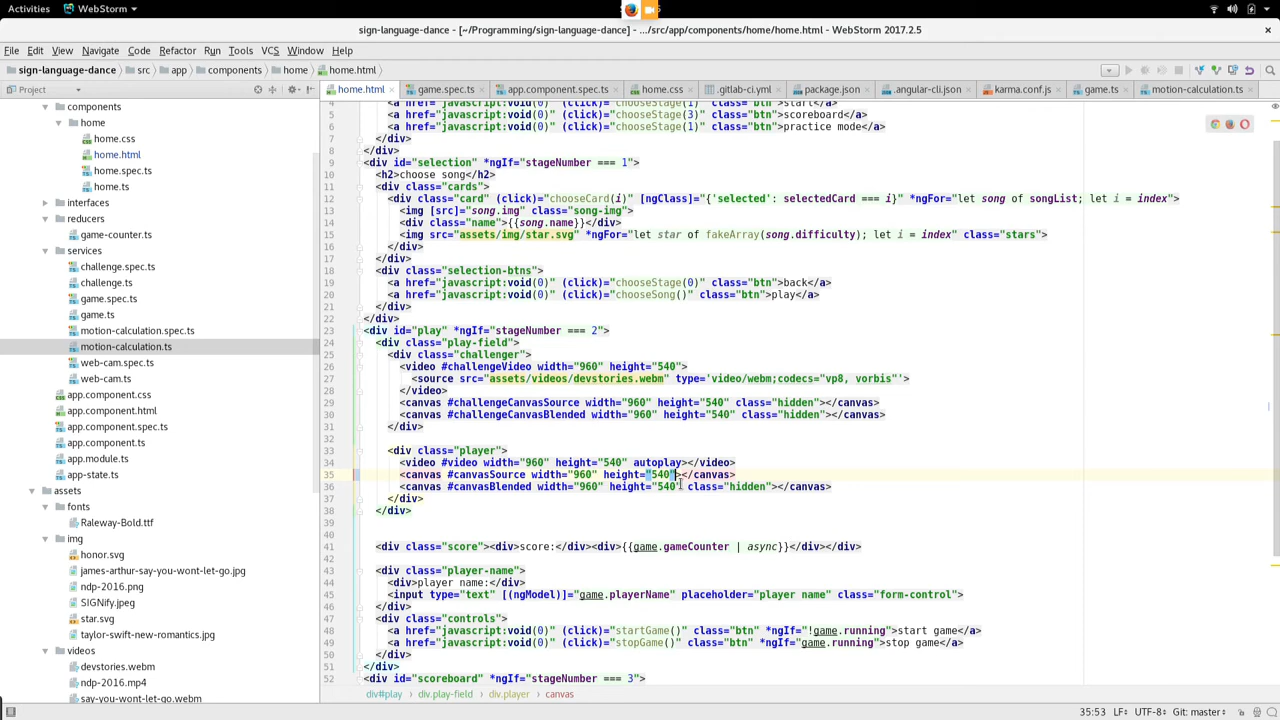 Activities WebStorm
sign-language-dance - [~/Programming/sign-language-dance] - .../src/app/components/home/home.html - WebStorm 2017.2.5
File Edit View Navigate Code Refactor Run Tools VCS Window Help
sign-language-dance src app components home home.html
Project
home.html game.spec.ts app.component.spec.ts home.css .gitlab-ci.yml package.json .angular-cli.json karma.conf.js game.ts motion-calculation.ts
components
home
home.css
home.html
home.spec.ts
home.ts
interfaces
reducers
game-counter.ts
services
challenge.spec.ts
challenge.ts
game.spec.ts
game.ts
motion-calculation.spec.ts
motion-calculation.ts
web-cam.spec.ts
web-cam.ts
app.component.css
app.component.html
app.component.spec.ts
app.component.ts
app.module.ts
app-state.ts
assets
fonts
Raleway-Bold.ttf
img
honor.svg
james-arthur-say-you-wont-let-go.jpg
ndp-2016.png
SIGNify.jpeg
star.svg
taylor-swift-new-romantics.jpg
videos
devstories.webm
ndp-2016.mp4
say-you-wont-let-go.webm
4 <a href="javascript:void(0)" (click)="chooseStage(1)" class="btn">start</a>
5 <a href="javascript:void(0)" (click)="chooseStage(3)" class="btn">scoreboard</a>
6 <a href="javascript:void(0)" (click)="chooseStage(1)" class="btn">practice mode</a>
7 </div>
8 </div>
9 <div id="selection" *ngIf="stageNumber === 1">
10 <h2>choose song</h2>
11 <div class="cards">
12 <div class="card" (click)="chooseCard(i)" [ngClass]="{'selected': selectedCard === i}" *ngFor="let song of songList; let i = index">
13 <img [src]="song.img" class="song-img">
14 <div class="name">{{song.name}}</div>
15 <img src="assets/img/star.svg" *ngFor="let star of fakeArray(song.difficulty); let i = index" class="stars">
16 </div>
17 </div>
18 <div class="selection-btns">
19 <a href="javascript:void(0)" (click)="chooseStage(0)" class="btn">back</a>
20 <a href="javascript:void(0)" (click)="chooseSong()" class="btn">play</a>
21 </div>
22 </div>
23 <div id="play" *ngIf="stageNumber === 2">
24 <div class="play-field">
25 <div class="challenger">
26 <video #challengeVideo width="960" height="540">
27 <source src="assets/videos/devstories.webm" type='video/webm;codecs="vp8, vorbis"'>
28 </video>
29 <canvas #challengeCanvasSource width="960" height="540" class="hidden"></canvas>
30 <canvas #challengeCanvasBlended width="960" height="540" class="hidden"></canvas>
31 </div>
32
33 <div class="player">
34 <video #video width="960" height="540" autoplay></video>
35 <canvas #canvasSource width="960" height="540"></canvas>
36 <canvas #canvasBlended width="960" height="540" class="hidden"></canvas>
37 </div>
38 </div>
39
40
41 <div class="score"><div>score:</div><div>{{game.gameCounter | async}}</div></div>
42
43 <div class="player-name">
44 <div>player name:</div>
45 <input type="text" [(ngModel)]="game.playerName" placeholder="player name" class="form-control">
46 </div>
47 <div class="controls">
48 <a href="javascript:void(0)" (click)="startGame()" class="btn" *ngIf="!game.running">start game</a>
49 <a href="javascript:void(0)" (click)="stopGame()" class="btn" *ngIf="game.running">stop game</a>
50 </div>
51 </div>
52 <div id="scoreboard" *ngIf="stageNumber === 3">
div#play div.play-field div.player canvas
35:53 LF÷ UTF-8÷ Git: master÷